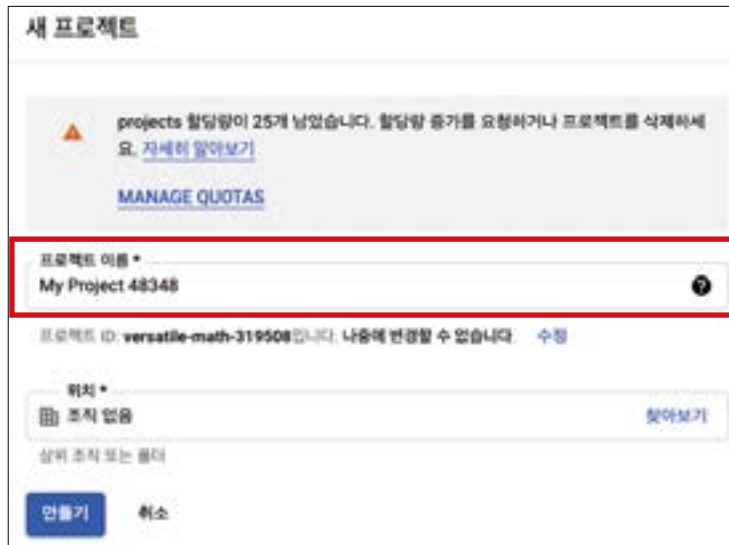 새 프로젝트
projects 할당량이 25개 남았습니다. 할당량 증가를 요청하거나 프로젝트를 삭제하세
요. 자세히 알아보기
MANAGE QUOTAS
프로젝트 이름 *
My Project 48348
프로젝트 ID: versatile-math-319508입니다. 나중에 변경할 수 없습니다. 수정
위치 *
조직 없음 찾아보기
상위 조직 또는 폴더
만들기 취소